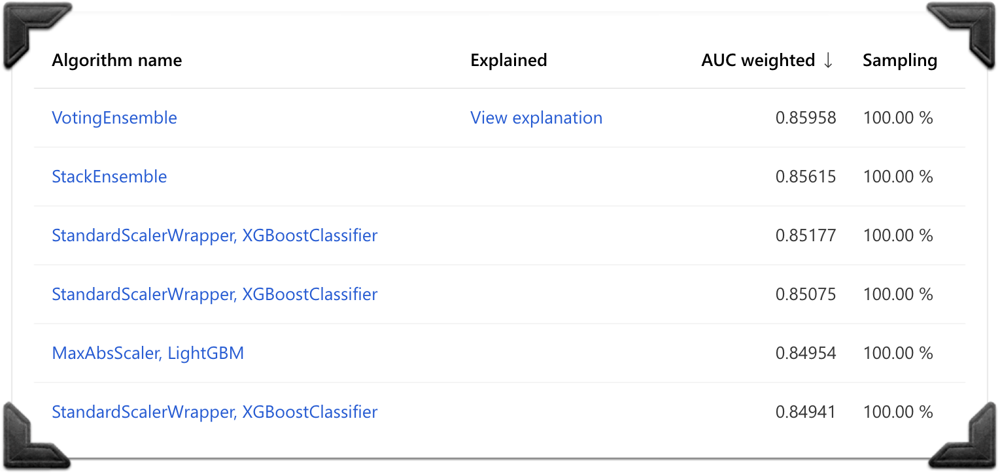 Algorithm name Explained AUC weighted ↓ Sampling
VotingEnsemble View explanation 0.85958 100.00 %
StackEnsemble 0.85615 100.00 %
StandardScalerWrapper, XGBoostClassifier 0.85177 100.00 %
StandardScalerWrapper, XGBoostClassifier 0.85075 100.00 %
MaxAbsScaler, LightGBM 0.84954 100.00 %
StandardScalerWrapper, XGBoostClassifier 0.84941 100.00 %